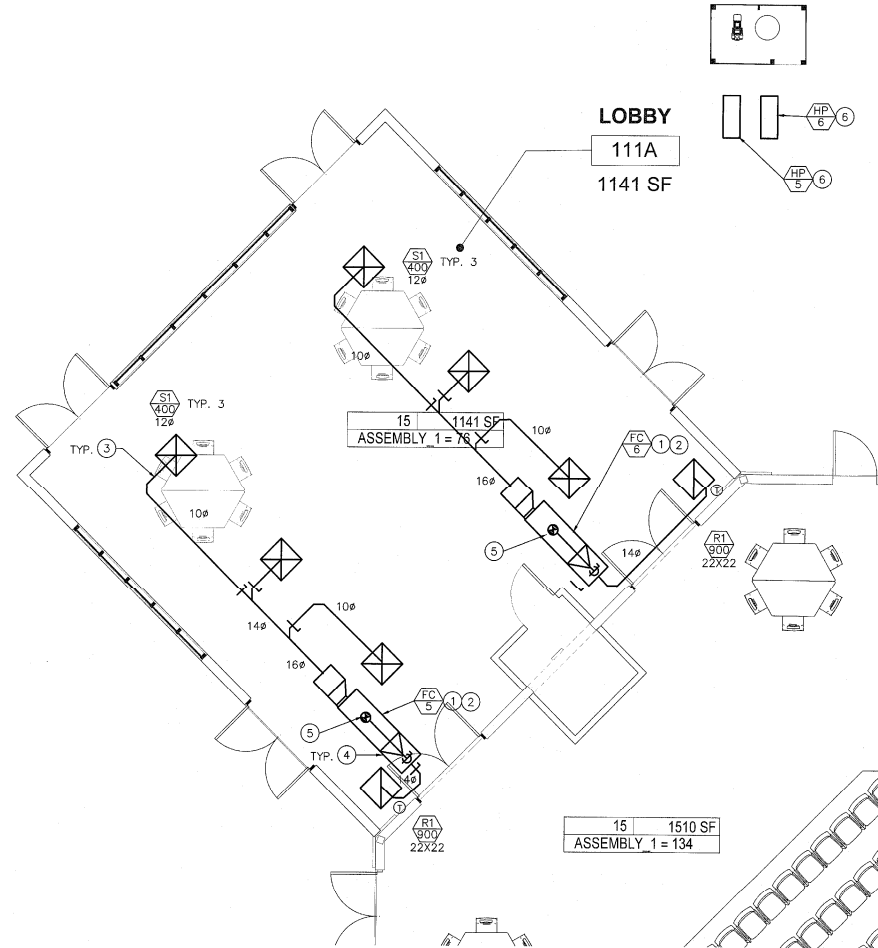 LOBBY
111A
1141 SF
HP
6
6
HP
5
6
S1
400
12ø
TYP. 3
10ø
S1
400
12ø
TYP. 3
15 1141 SF
ASSEMBLY_1 = 76
10ø
FC
6
1 2
TYP. 3
16ø
T
10ø
5
14ø
R1
900
22X22
10ø
14ø
16ø
FC
5
1 2
5
TYP. 4
14ø
T
R1
900
22X22
15 1510 SF
ASSEMBLY_1 = 134